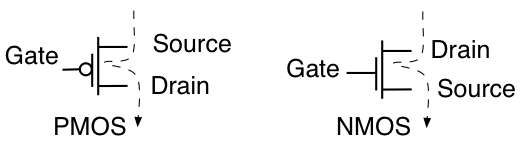 Gate
Source
Drain
PMOS
Gate
Drain
Source
NMOS